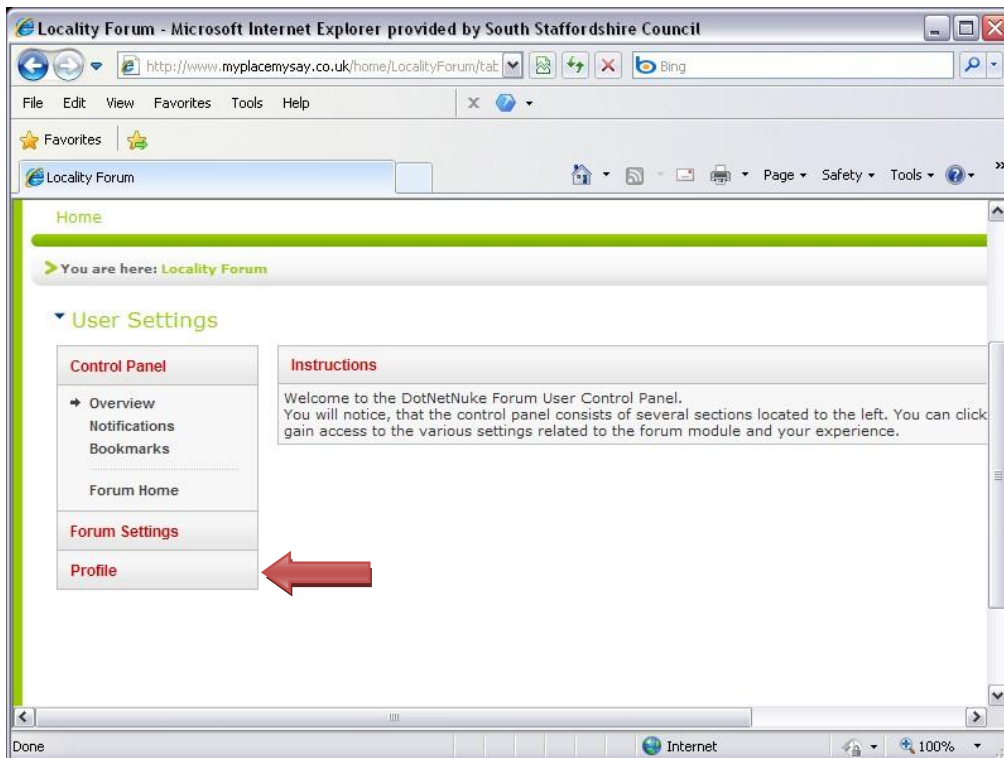 Locality Forum - Microsoft Internet Explorer provided by South Staffordshire Council
http://www.myplacemysay.co.uk/home/LocalityForum/tab
Bing
File Edit View Favorites Tools Help
X
Favorites
Locality Forum
Page Safety Tools
Home
You are here: Locality Forum
User Settings
Control Panel
Overview
Notifications
Bookmarks
Forum Home
Forum Settings
Profile
Instructions
Welcome to the DotNetNuke Forum User Control Panel.
You will notice, that the control panel consists of several sections located to the left. You can click
gain access to the various settings related to the forum module and your experience.
Done
Internet
100%